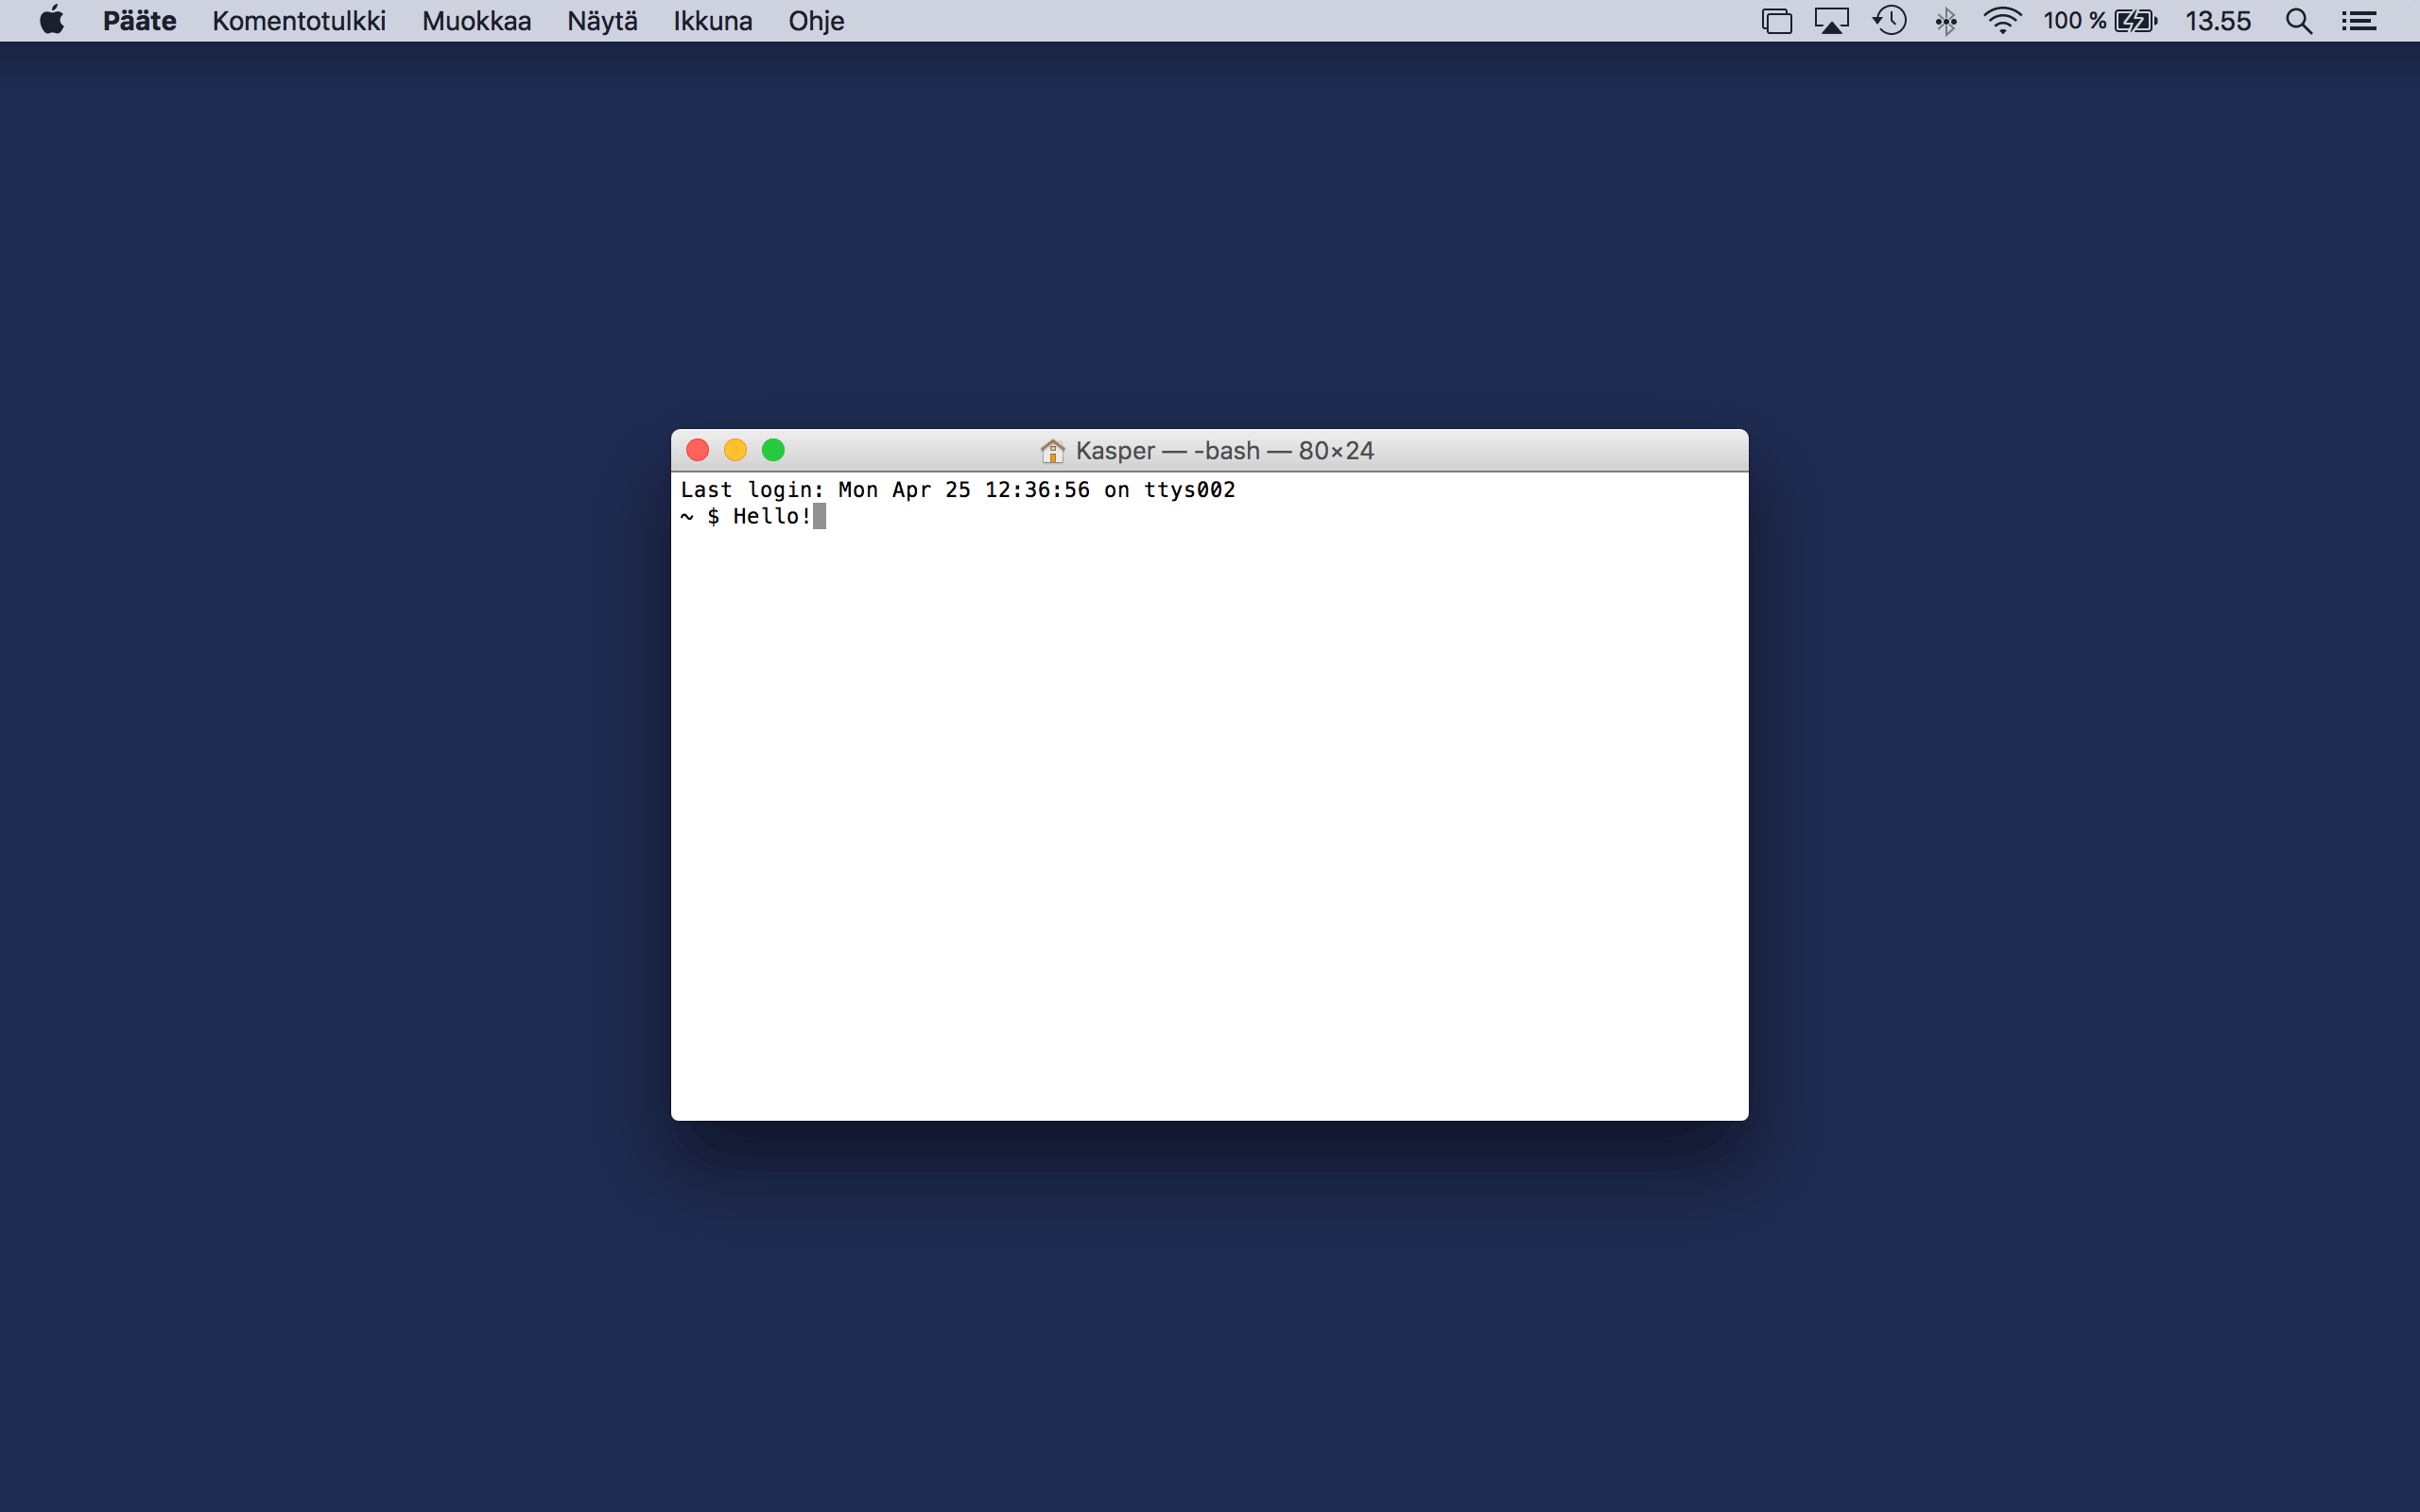 Pääte Komentotulkki Muokkaa Näytä Ikkuna Ohje 100 % 13.55
Kasper — -bash — 80×24
Last login: Mon Apr 25 12:36:56 on ttys002
~ $ Hello!